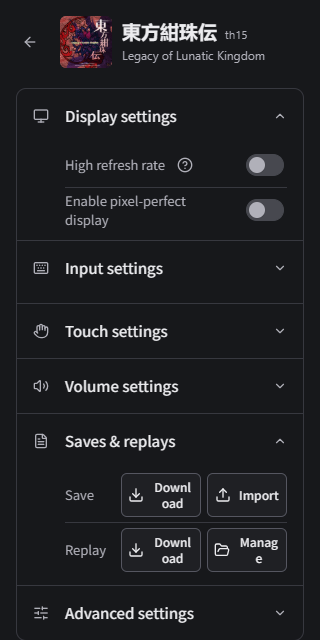 東方紺珠伝 th15
Legacy of Lunatic Kingdom
Display settings
High refresh rate
Enable pixel-perfect
display
Input settings
Touch settings
Volume settings
Saves & replays
Save
Downl
oad
Import
Replay
Downl
oad
Manag
e
Advanced settings